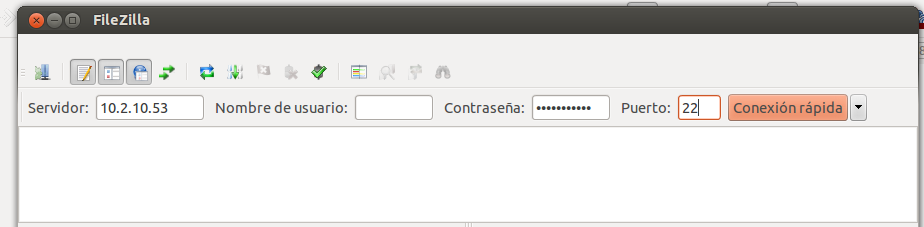 FileZilla
Servidor: 10.2.10.53 Nombre de usuario: Contraseña: ••••••••••• Puerto: 22 Conexión rápida